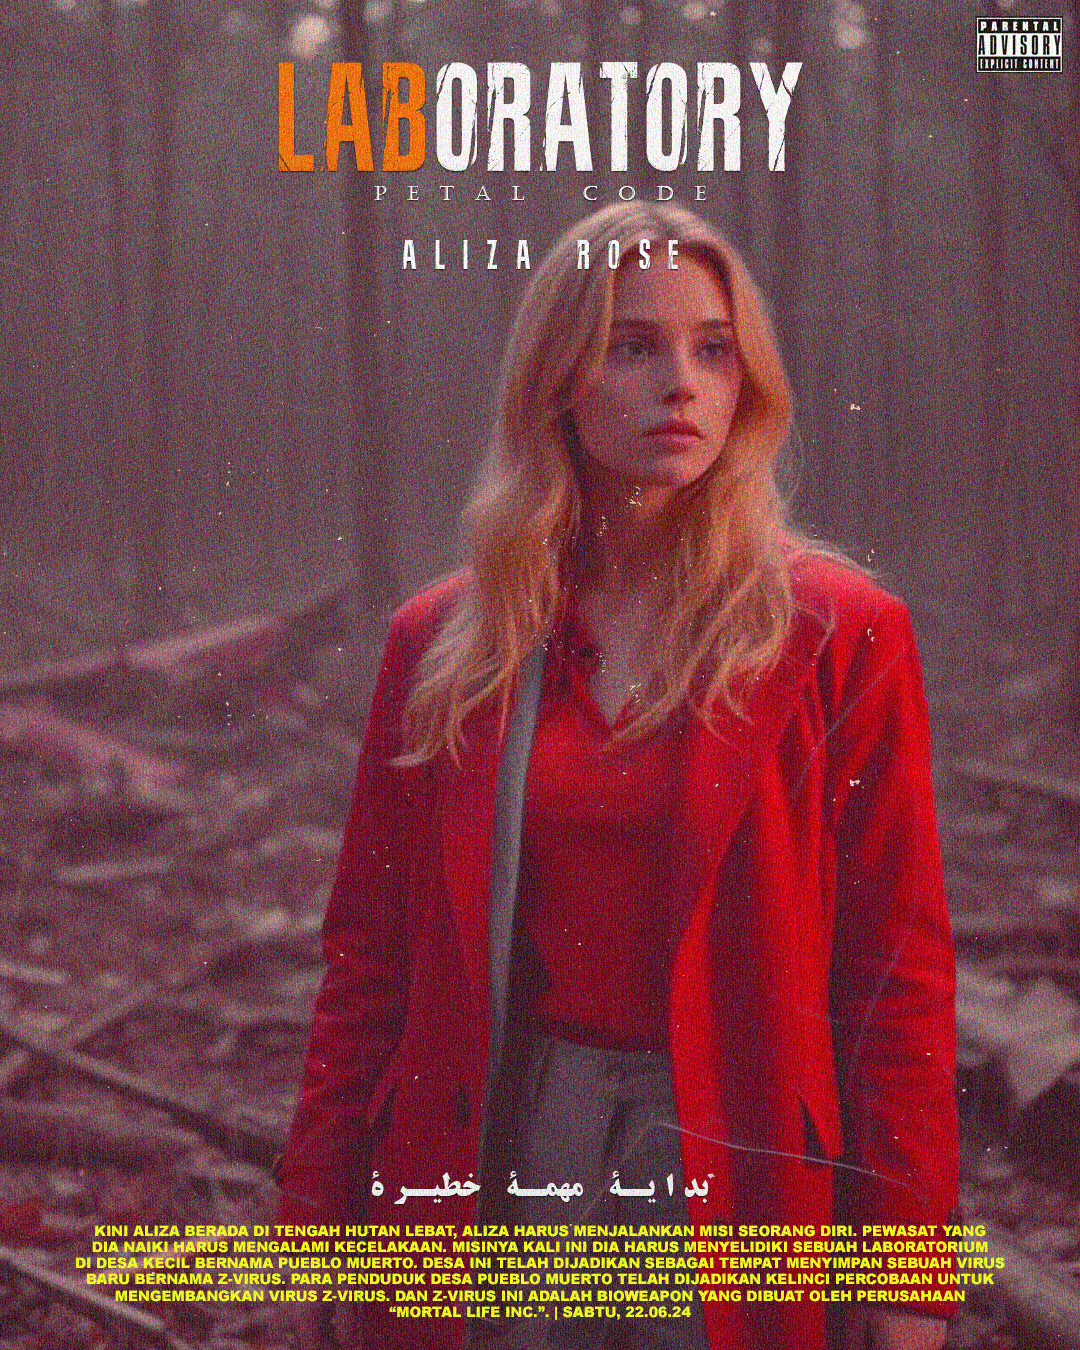 PARENTAL
ADVISORY
EXPLICIT CONTENT
LABORATORY
PETAL CODE
ALIZA ROSE
بداية مهمة خطيرة
KINI ALIZA BERADA DI TENGAH HUTAN LEBAT, ALIZA HARUS MENJALANKAN MISI SEORANG DIRI. PEWASAT YANG
DIA NAIKI HARUS MENGALAMI KECELAKAAN. MISINYA KALI INI DIA HARUS MENYELIDIKI SEBUAH LABORATORIUM
DI DESA KECIL BERNAMA PUEBLO MUERTO. DESA INI TELAH DIJADIKAN SEBAGAI TEMPAT MENYIMPAN SEBUAH VIRUS
BARU BERNAMA Z-VIRUS. PARA PENDUDUK DESA PUEBLO MUERTO TELAH DIJADIKAN KELINCI PERCOBAAN UNTUK
MENGEMBANGKAN VIRUS Z-VIRUS. DAN Z-VIRUS INI ADALAH BIOWEAPON YANG DIBUAT OLEH PERUSAHAAN
“MORTAL LIFE INC.”. | SABTU, 22.06.24